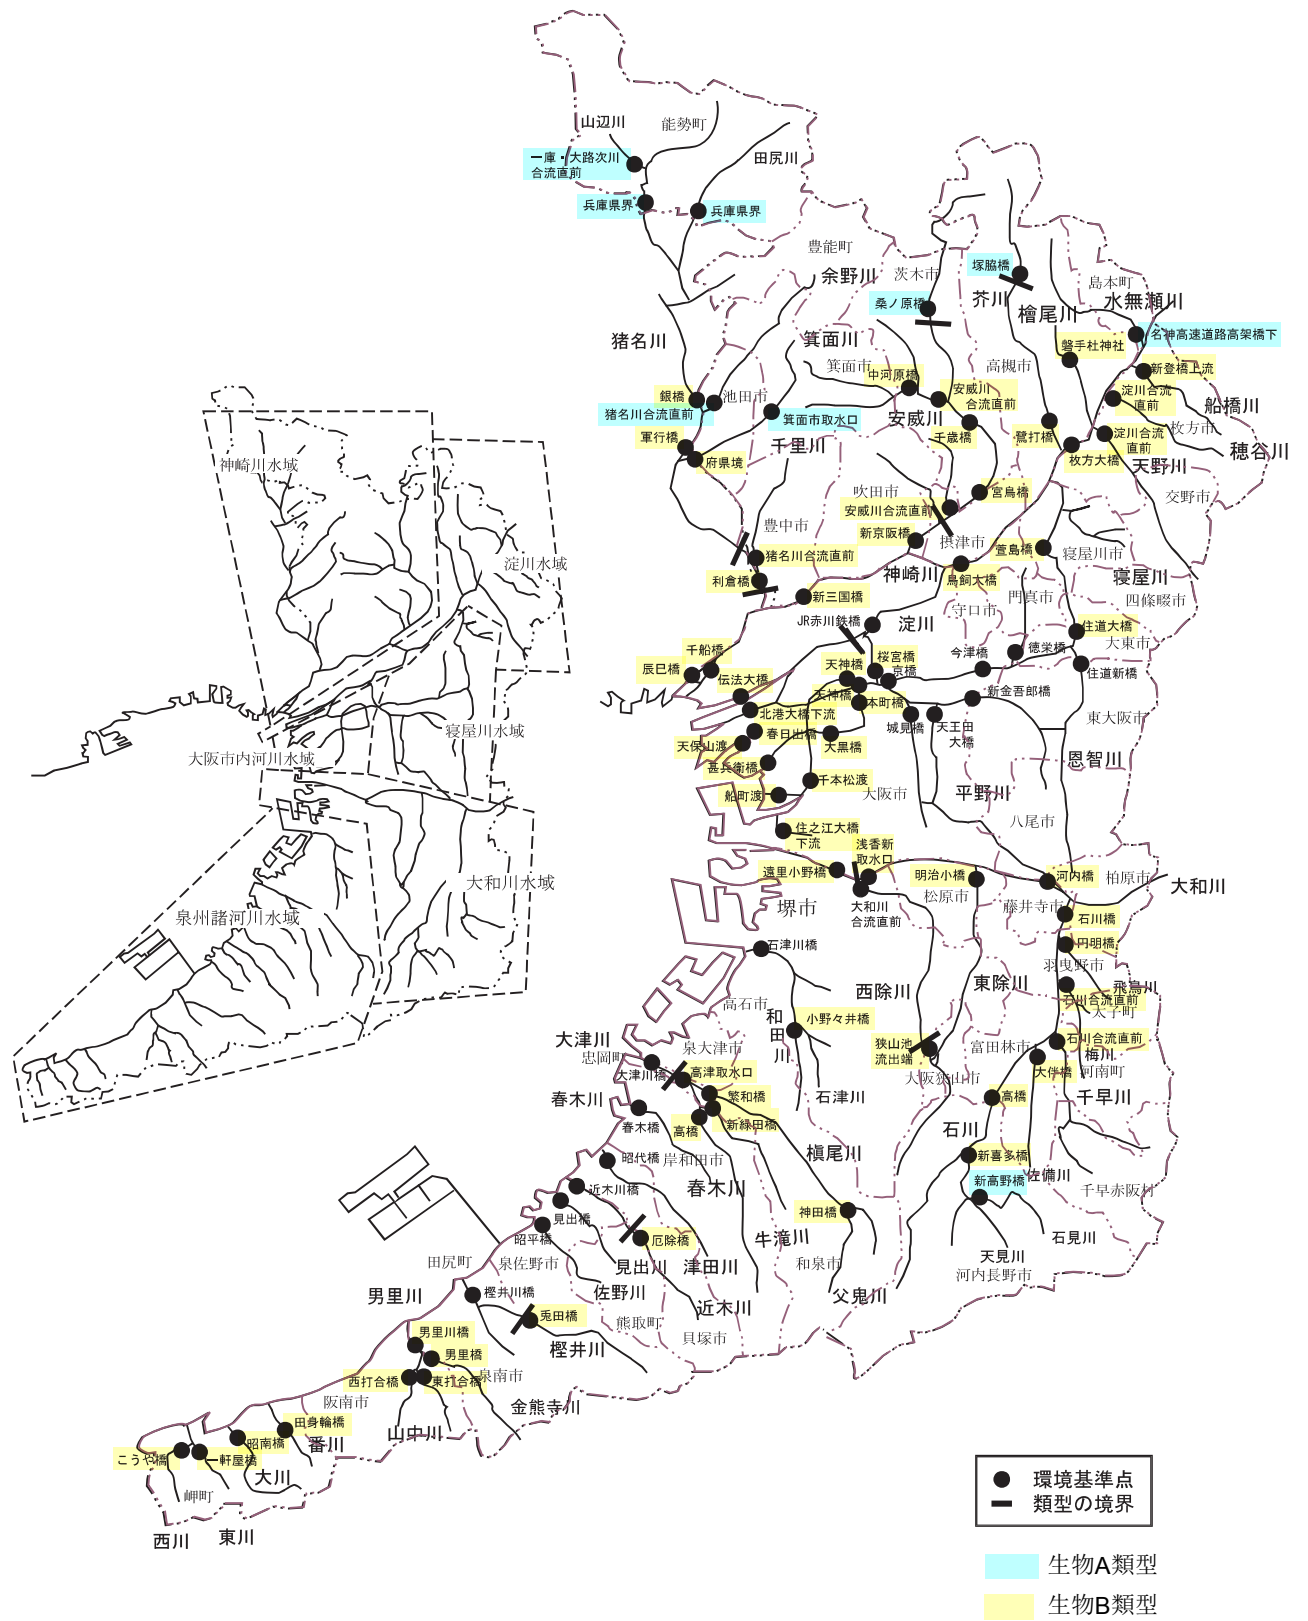 山辺川
能勢町
一庫・大路次川
合流直前
田尻川
兵庫県界
兵庫県界
豊能町
余野川
茨木市
塚脇橋
芥川
島本町
水無瀬川
桑ノ原橋
檜尾川
名神高速道路高架橋下
猪名川
箕面川
磐手杜神社
箕面市
中河原橋
高槻市
新登橋上流
銀橋
池田市
安威川
合流直前
淀川合流
直前
船橋川
猪名川合流直前
箕面市取水口
安威川
枚方市
軍行橋
千里川
千歳橋
鷺打橋
淀川合流
直前
穂谷川
府県境
枚方大橋
天野川
吹田市
宮鳥橋
交野市
安威川合流直前
豊中市
新京阪橋
摂津市
萱島橋
寝屋川市
猪名川合流直前
神崎川
鳥飼大橋
寝屋川
利倉橋
新三国橋
門真市
四條畷市
守口市
JR赤川鉄橋
淀川
住道大橋
大東市
千船橋
天神橋
桜宮橋
今津橋
徳栄橋
辰巳橋
伝法大橋
京橋
住道新橋
天神橋
本町橋
新金吾郎橋
北港大橋下流
城見橋
天王田
大橋
東大阪市
春日出橋
天保山渡
大黒橋
甚兵衛橋
恩智川
千本松渡
船町渡
大阪市
平野川
八尾市
住之江大橋
下流
浅香新
取水口
遠里小野橋
明治小橋
河内橋
柏原市
大和川
松原市
大和川
合流直前
藤井寺市
石川橋
堺市
円明橋
石津川橋
羽曳野市
東除川
飛鳥川
西除川
石川合流直前
高石市
太子町
小野々井橋
和
田
川
石川合流直前
大津川
忠岡町
泉大津市
狭山池
流出端
富田林市
梅川
大津川橋
高津取水口
大伴橋
河南町
大阪狭山市
春木川
繁和橋
石津川
高橋
千早川
春木橋
新緑田橋
高橋
石川
昭代橋
岸和田市
槇尾川
新喜多橋
佐備川
近木川橋
春木川
新高野橋
千早赤阪村
見出橋
神田橋
昭平橋
厄除橋
牛滝川
石見川
田尻町
泉佐野市
見出川
津田川
和泉市
天見川
河内長野市
男里川
樫井川橋
佐野川
近木川
父鬼川
兎田橋
熊取町
貝塚市
男里川橋
樫井川
男里橋
西打合橋
東打合橋
泉南市
阪南市
金熊寺川
田身輪橋
山中川
昭南橋
番川
こうや橋
一軒屋橋
大川
岬町
西川
東川
神崎川水域
淀川水域
寝屋川水域
大阪市内河川水域
大和川水域
泉州諸河川水域
環境基準点
類型の境界
生物A類型
生物B類型